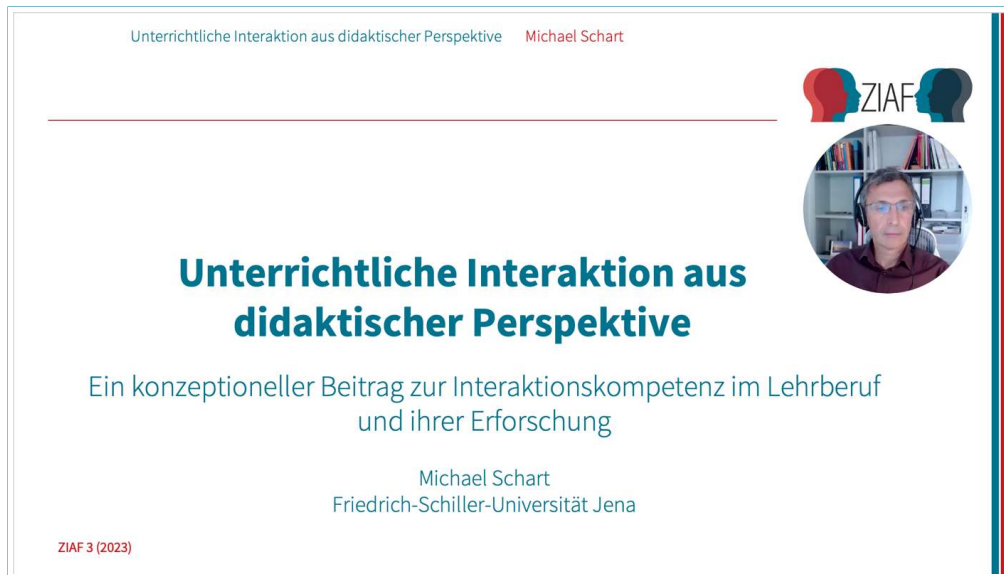 Unterrichtliche Interaktion aus didaktischer Perspektive Michael Schart
ZIAF
Unterrichtliche Interaktion aus
didaktischer Perspektive
Ein konzeptioneller Beitrag zur Interaktionskompetenz im Lehrberuf
und ihrer Erforschung
Michael Schart
Friedrich-Schiller-Universität Jena
ZIAF 3 (2023)